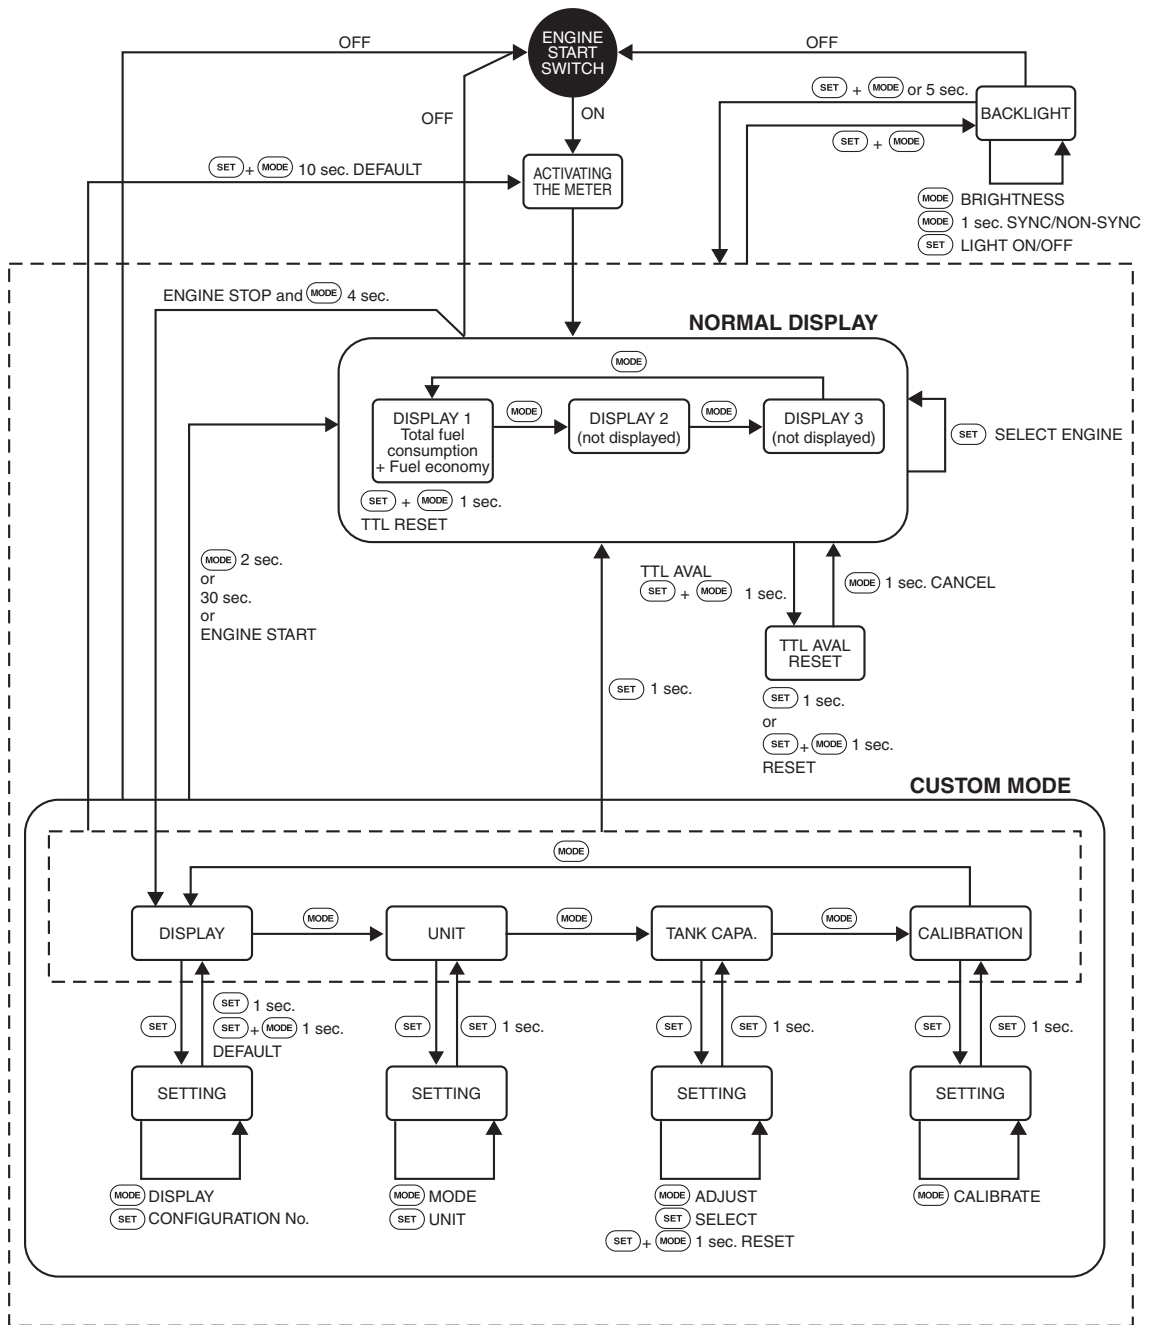 ENGINE
START
SWITCH
OFF
OFF
OFF
ON
SET + MODE or 5 sec.
BACKLIGHT
SET + MODE
SET + MODE 10 sec. DEFAULT
ACTIVATING
THE METER
MODE BRIGHTNESS
MODE 1 sec. SYNC/NON-SYNC
SET LIGHT ON/OFF
ENGINE STOP and MODE 4 sec.
NORMAL DISPLAY
MODE
DISPLAY 1
Total fuel
consumption
+ Fuel economy
MODE
DISPLAY 2
(not displayed)
MODE
DISPLAY 3
(not displayed)
SET SELECT ENGINE
SET + MODE 1 sec.
TTL RESET
MODE 2 sec.
or
30 sec.
or
ENGINE START
TTL AVAL
SET + MODE 1 sec.
MODE 1 sec. CANCEL
TTL AVAL
RESET
SET 1 sec.
SET 1 sec.
or
SET + MODE 1 sec.
RESET
CUSTOM MODE
MODE
DISPLAY
MODE
UNIT
MODE
TANK CAPA.
MODE
CALIBRATION
SET
SET 1 sec.
SET + MODE 1 sec.
DEFAULT
SET
SET 1 sec.
SET
SET 1 sec.
SET
SET 1 sec.
SETTING
SETTING
SETTING
SETTING
MODE DISPLAY
SET CONFIGURATION No.
MODE MODE
SET UNIT
MODE ADJUST
SET SELECT
SET + MODE 1 sec. RESET
MODE CALIBRATE